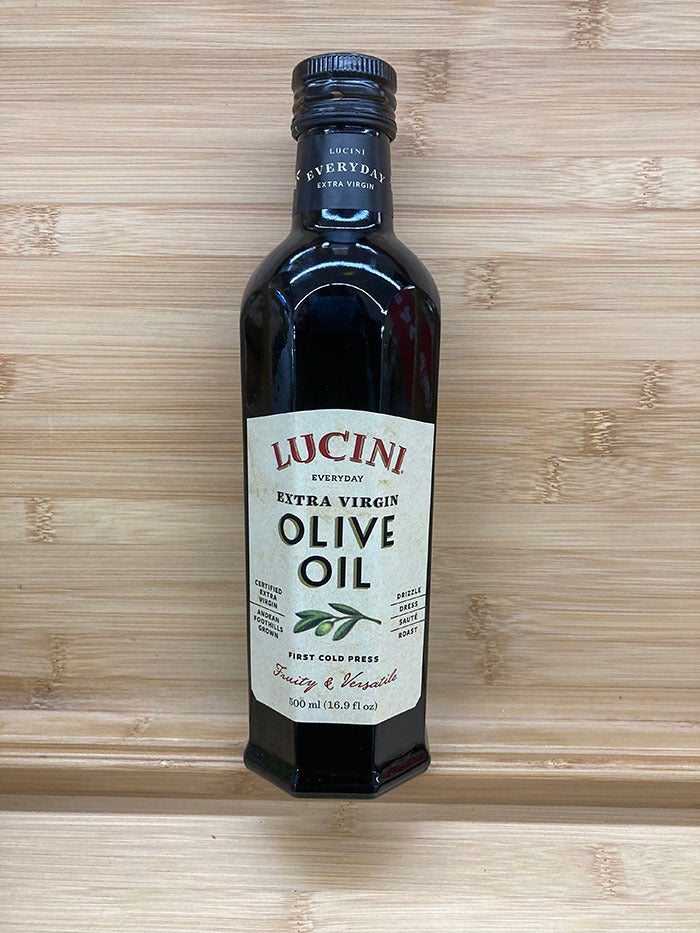 LUCINI
EVERYDAY
EXTRA VIRGIN
LUCINI
EVERYDAY
EXTRA VIRGIN
OLIVE
OIL
CERTIFIED
EXTRA
VIRGIN
ANDEAN
FOOTHILLS
GROWN
DRIZZLE
DRESS
SAUTÉ
ROAST
FIRST COLD PRESS
Fruity & Versatile
500 ml (16.9 fl oz)